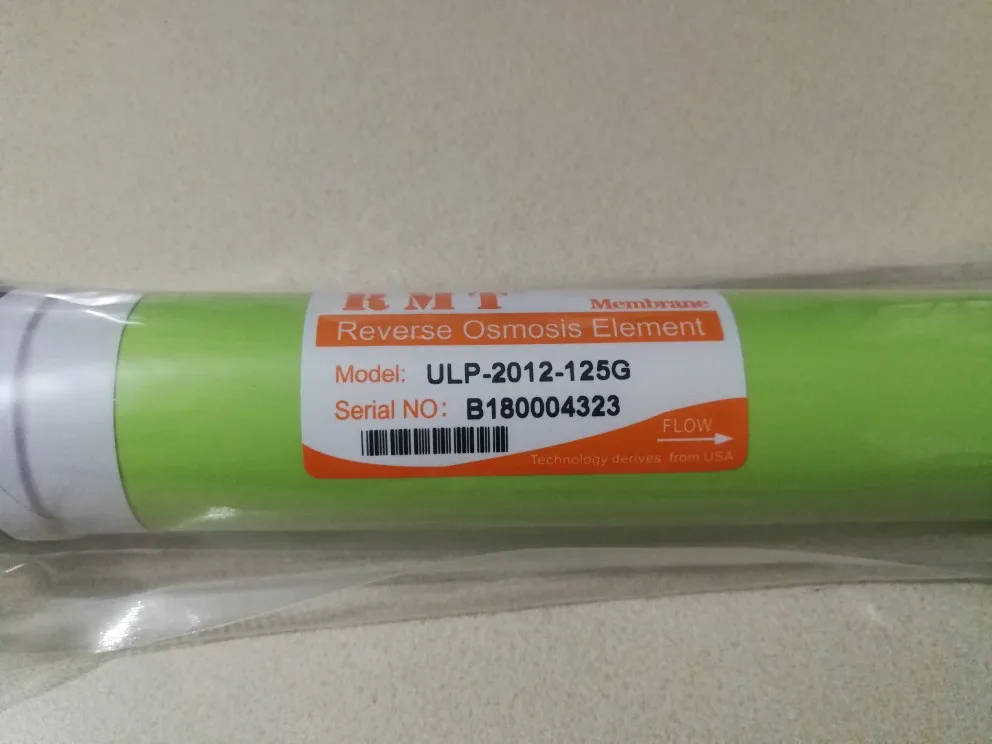 RMT Membrane
Reverse Osmosis Element
Model: ULP-2012-125G
Serial NO: B180004323
FLOW
Technology derives from USA